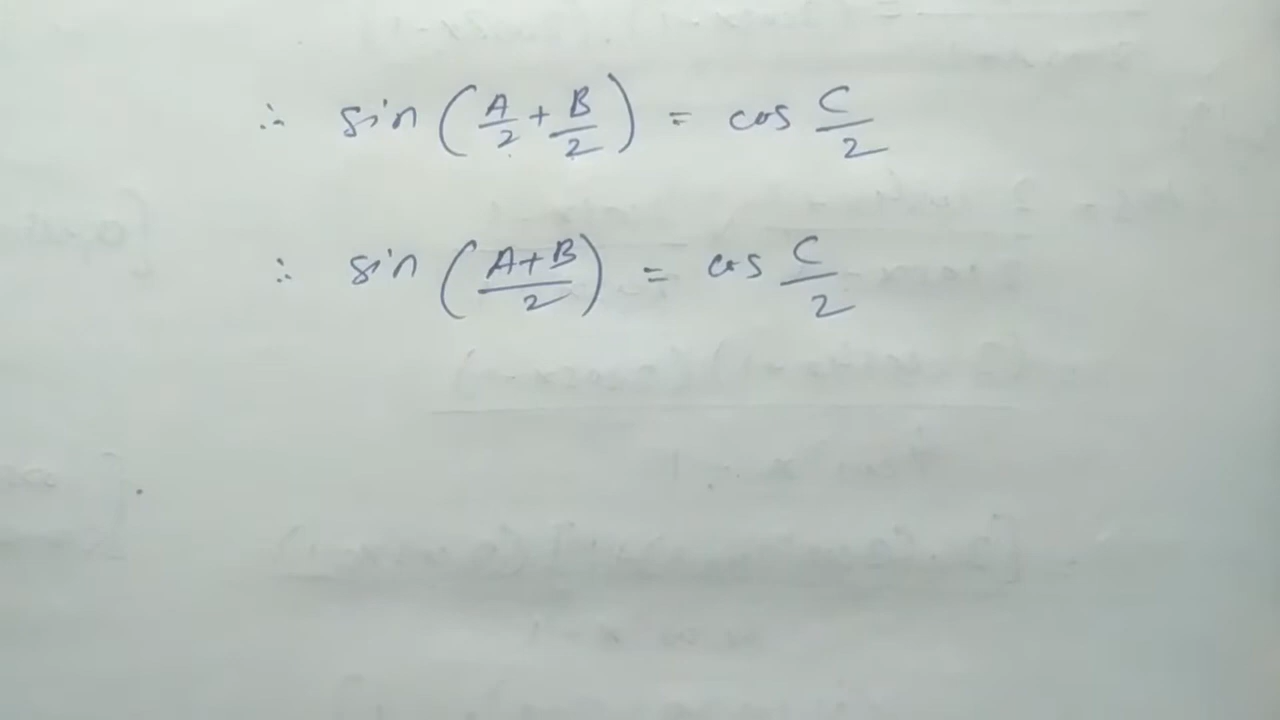 ∴ sin (A/2 + B/2) = cos C/2
∴ sin (A+B/2) = cos C/2